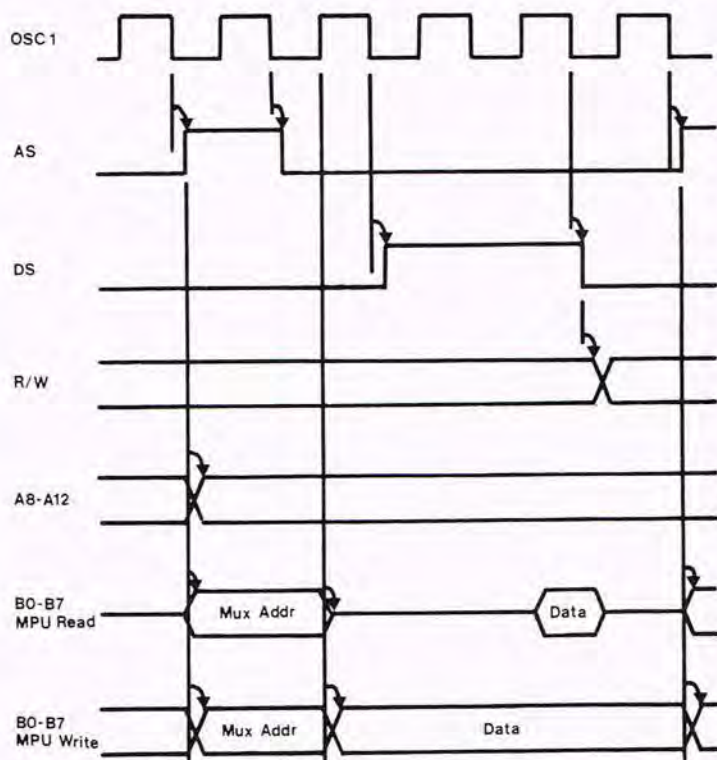 OSC1
AS
DS
R/W
A8-A12
B0-B7
MPU Read
Mux Addr
Data
B0-B7
MPU Write
Mux Addr
Data